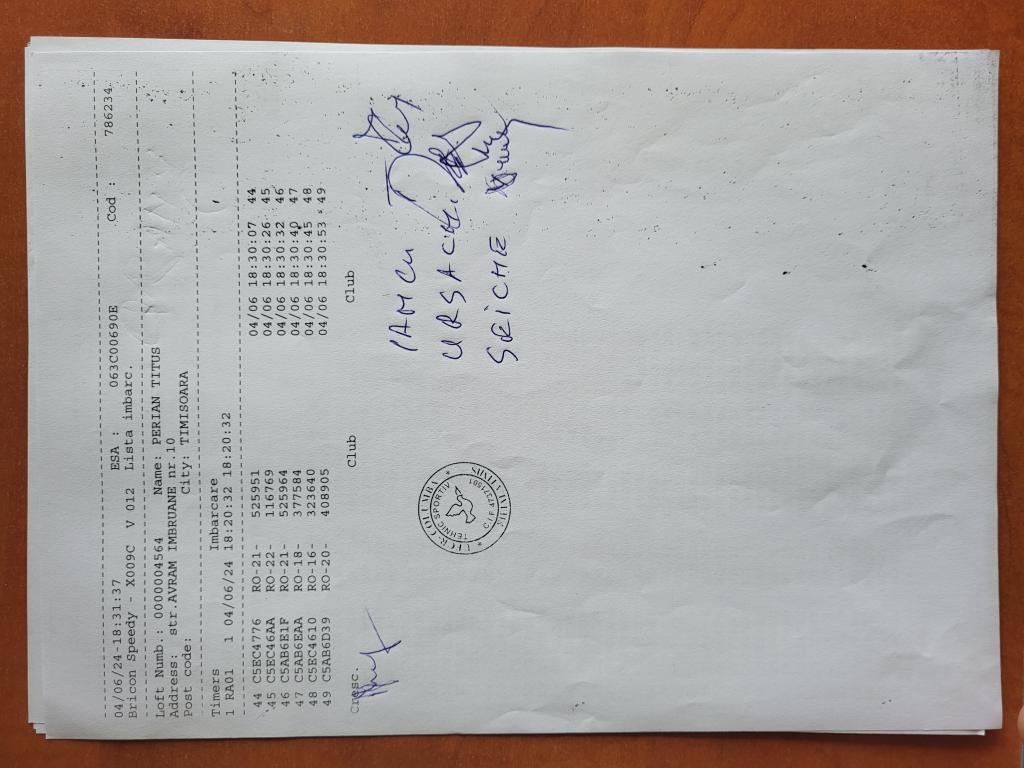 04/06/24-18:31:37 ESA : 063C00690E Cod : 786234
Bricon Speedy - X009C V 012 Lista imbarc.
Loft Numb.: 0000004564 Name: PERIAN TITUS
Address: str.AVRAM IMBRUANE nr.10
Post code: City: TIMISOARA
Timers Imbarcare
1 RA01 1 04/06/24 18:20:32 18:20:32
44 C5EC4776 RO-21- 525951 04/06 18:30:07 44
45 C5EC46AA RO-22- 116769 04/06 18:30:26 45
46 C5AB6E1F RO-21- 525964 04/06 18:30:32 46
47 C5AB6EAA RO-18- 377584 04/06 18:30:40 47
48 C5EC4610 RO-16- 323640 04/06 18:30:45 48
49 C5AB6D39 RO-20- 408905 04/06 18:30:53 49
Cresc. Club Club
IANCU
URSACHI
TEHNIC SPORTIV
C.I.F.